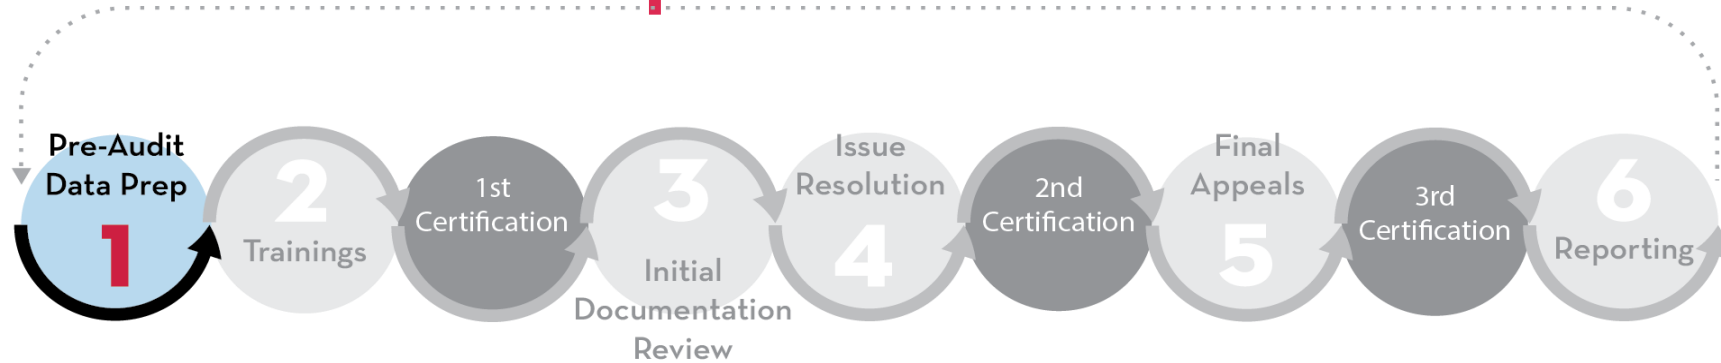 Pre-Audit
Data Prep
1
2
Trainings
1st
Certification
3
Initial
Documentation
Review
Issue
Resolution
4
2nd
Certification
Final
Appeals
5
3rd
Certification
6
Reporting